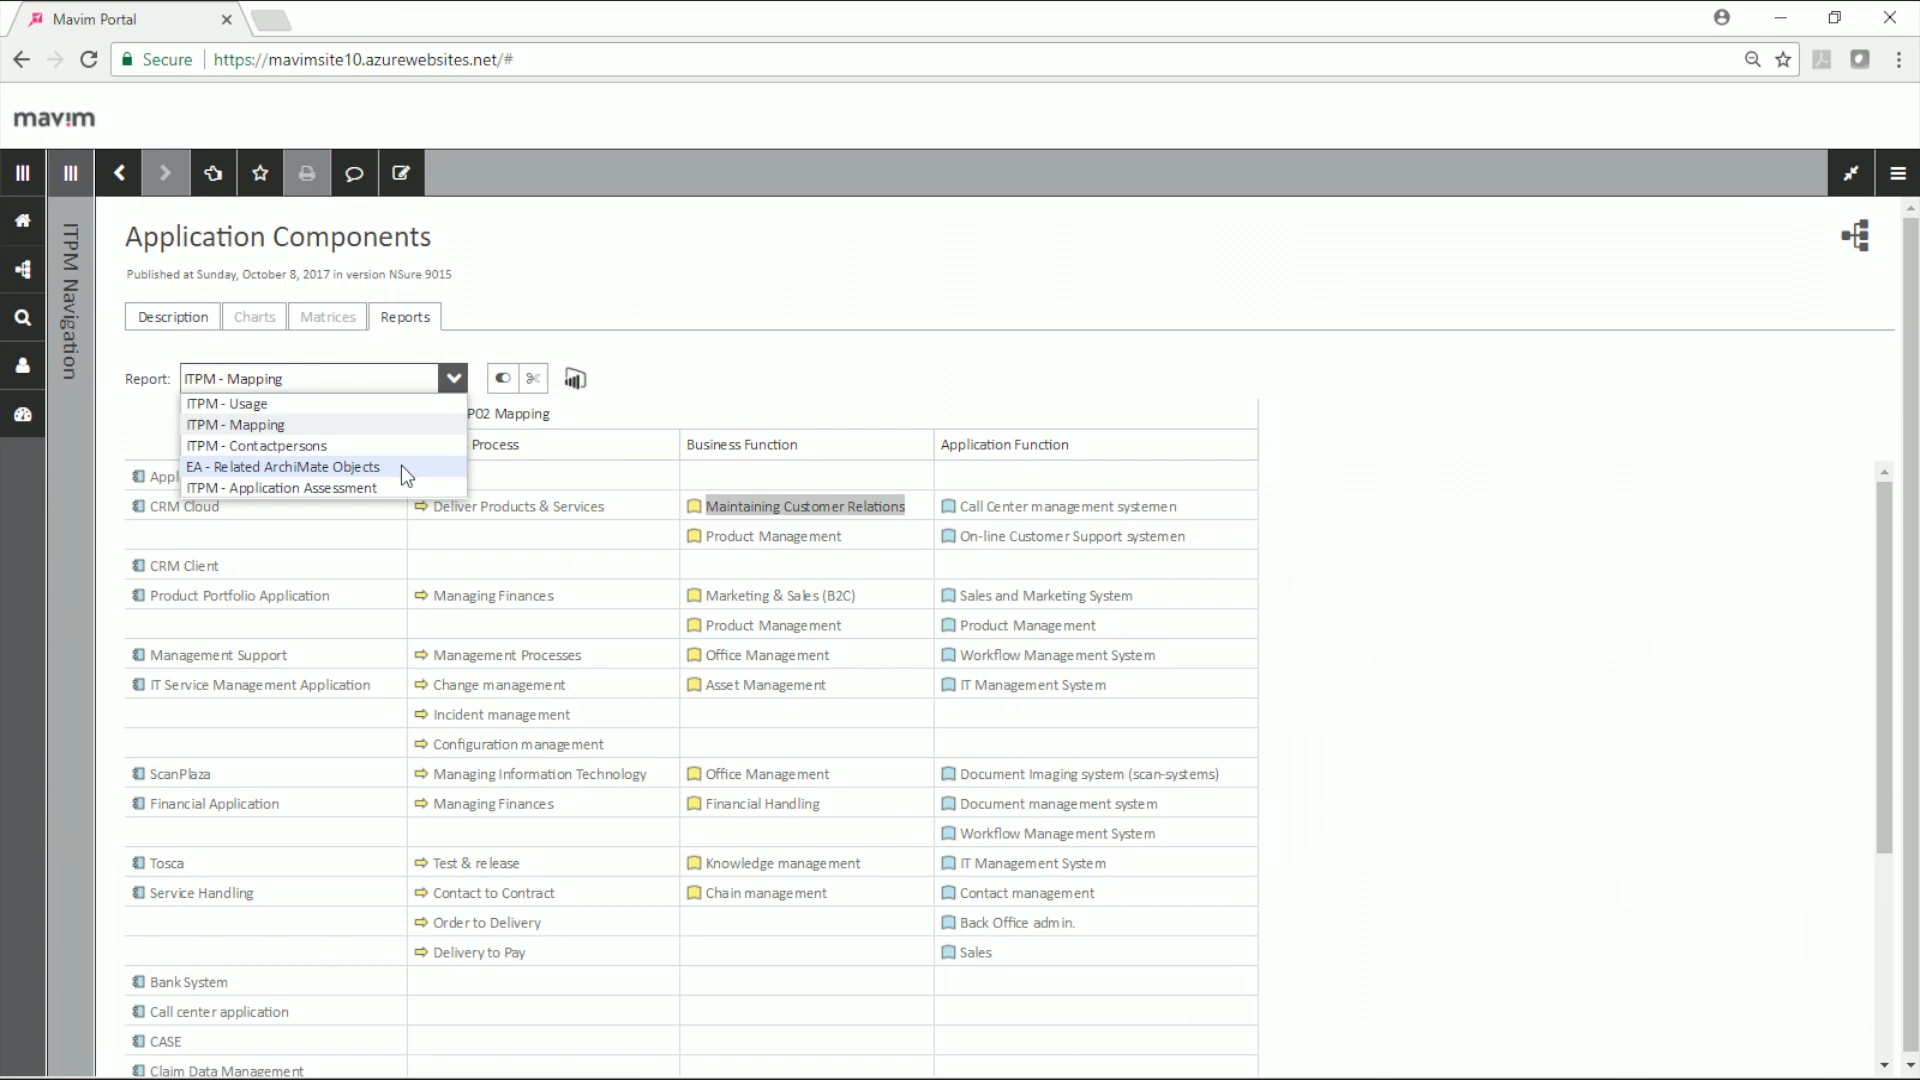 Mavim Portal
Secure https://mavimsite10.azurewebsites.net/#
mavim
ITPM Navigation
Application Components
Published at Sunday, October 8, 2017 in version NSure 9015
Description Charts Matrices Reports
Report: ITPM - Mapping
ITPM - Usage
ITPM - Mapping
ITPM - Contactpersons
EA - Related ArchiMate Objects
ITPM - Application Assessment
P02 Mapping
Process Business Function Application Function
Appl
CRM Cloud Deliver Products & Services Maintaining Customer Relations Call Center management systemen
Product Management On-line Customer Support systemen
CRM Client
Product Portfolio Application Managing Finances Marketing & Sales (B2C) Sales and Marketing System
Product Management Product Management
Management Support Management Processes Office Management Workflow Management System
IT Service Management Application Change management Asset Management IT Management System
Incident management
Configuration management
ScanPlaza Managing Information Technology Office Management Document Imaging system (scan-systems)
Financial Application Managing Finances Financial Handling Document management system
Workflow Management System
Tosca Test & release Knowledge management IT Management System
Service Handling Contact to Contract Chain management Contact management
Order to Delivery Back Office admin.
Delivery to Pay Sales
Bank System
Call center application
CASE
Claim Data Management